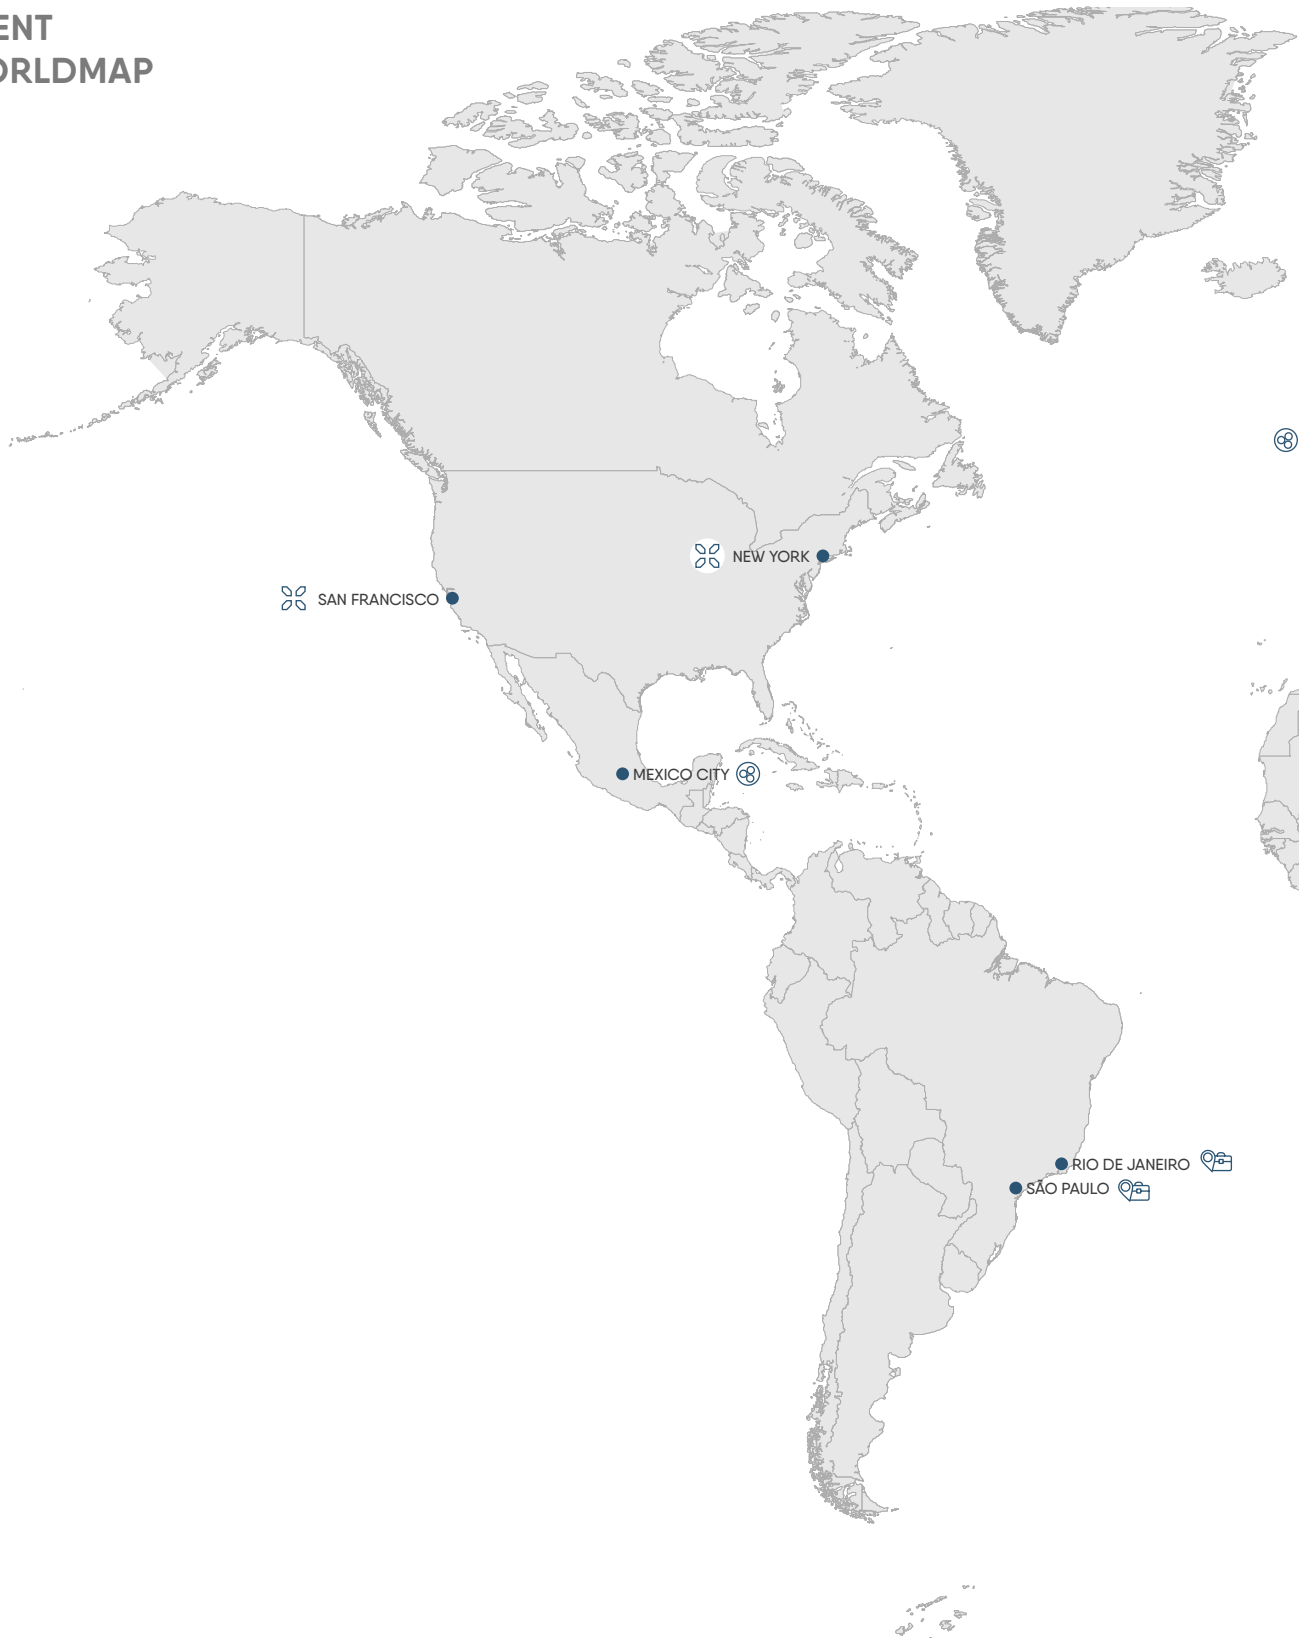 ENT
ORLDMAP
NEW YORK
SAN FRANCISCO
MEXICO CITY
RIO DE JANEIRO
SÃO PAULO